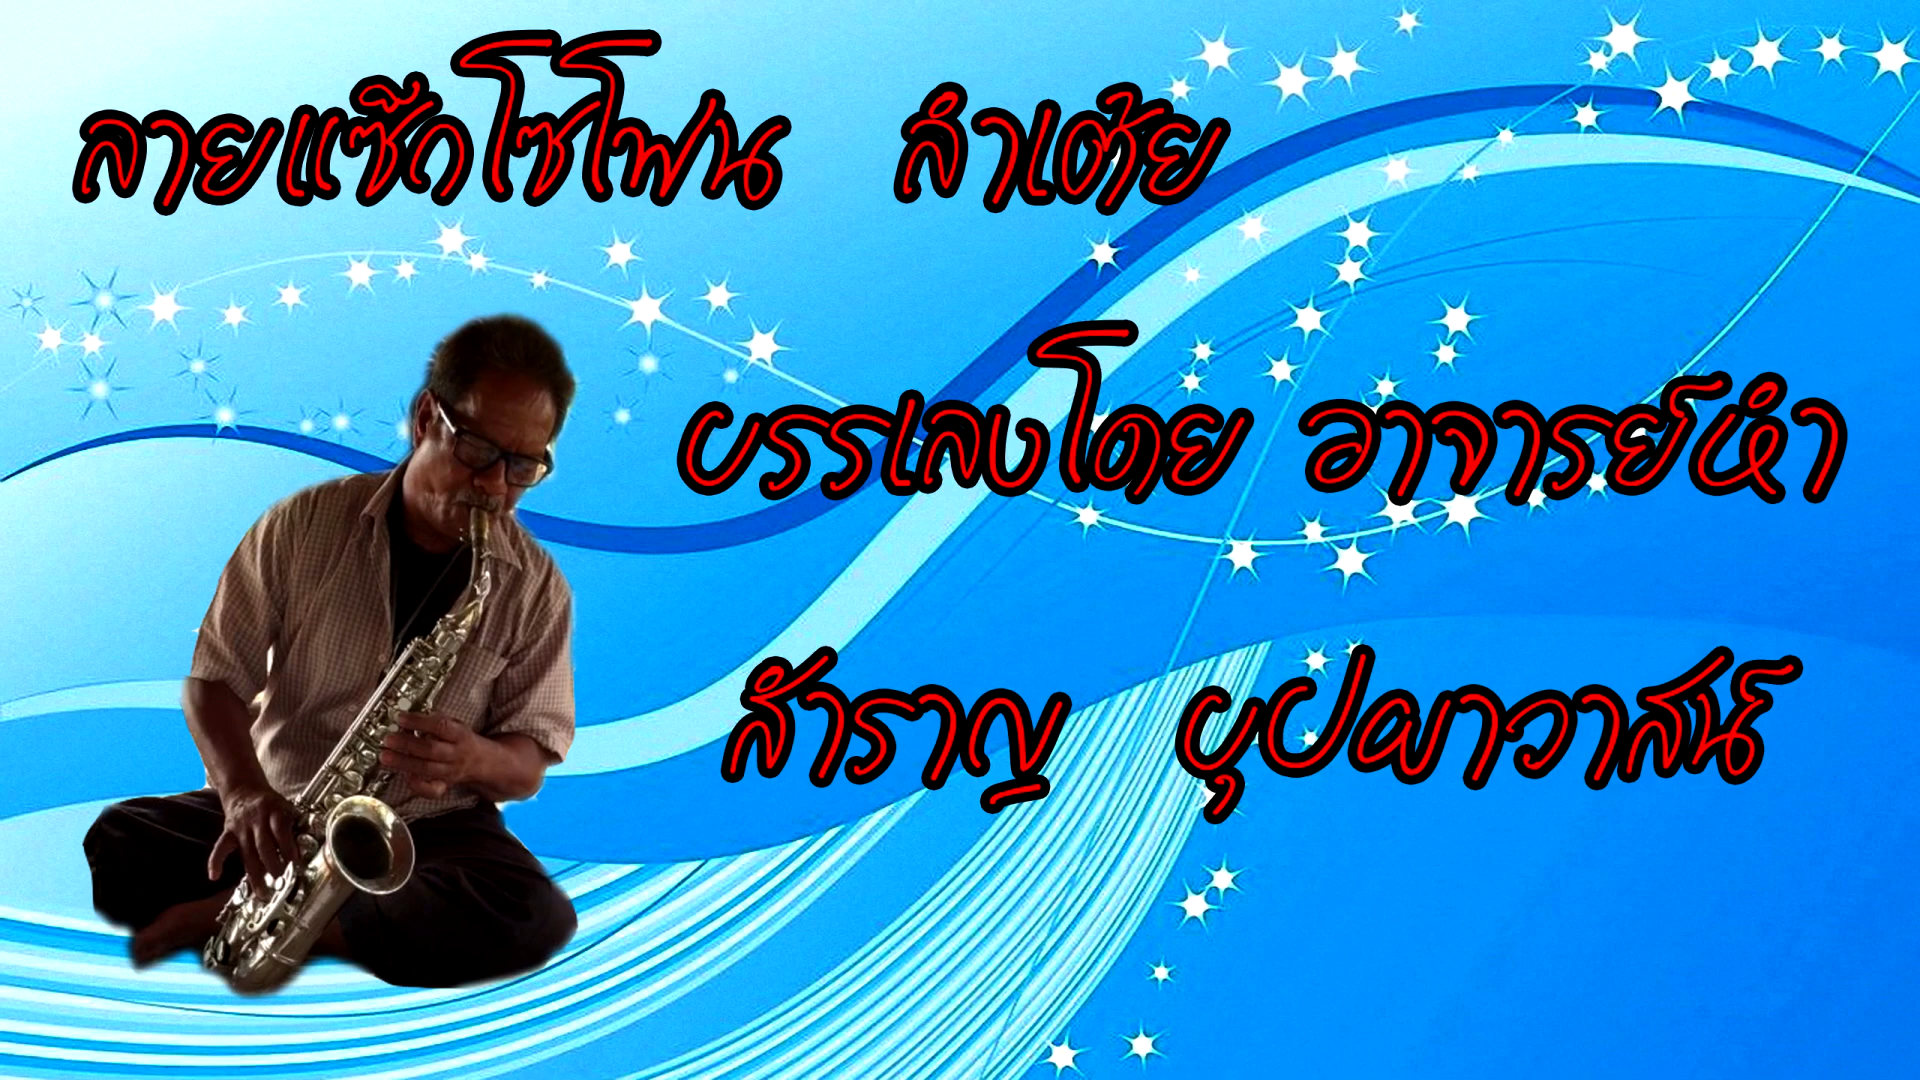 ลายแซ๊กโซโฟน ลำเต้ย
บรรเลงโดย อาจารย์หำ
สำราญ บุปผาวาสน์